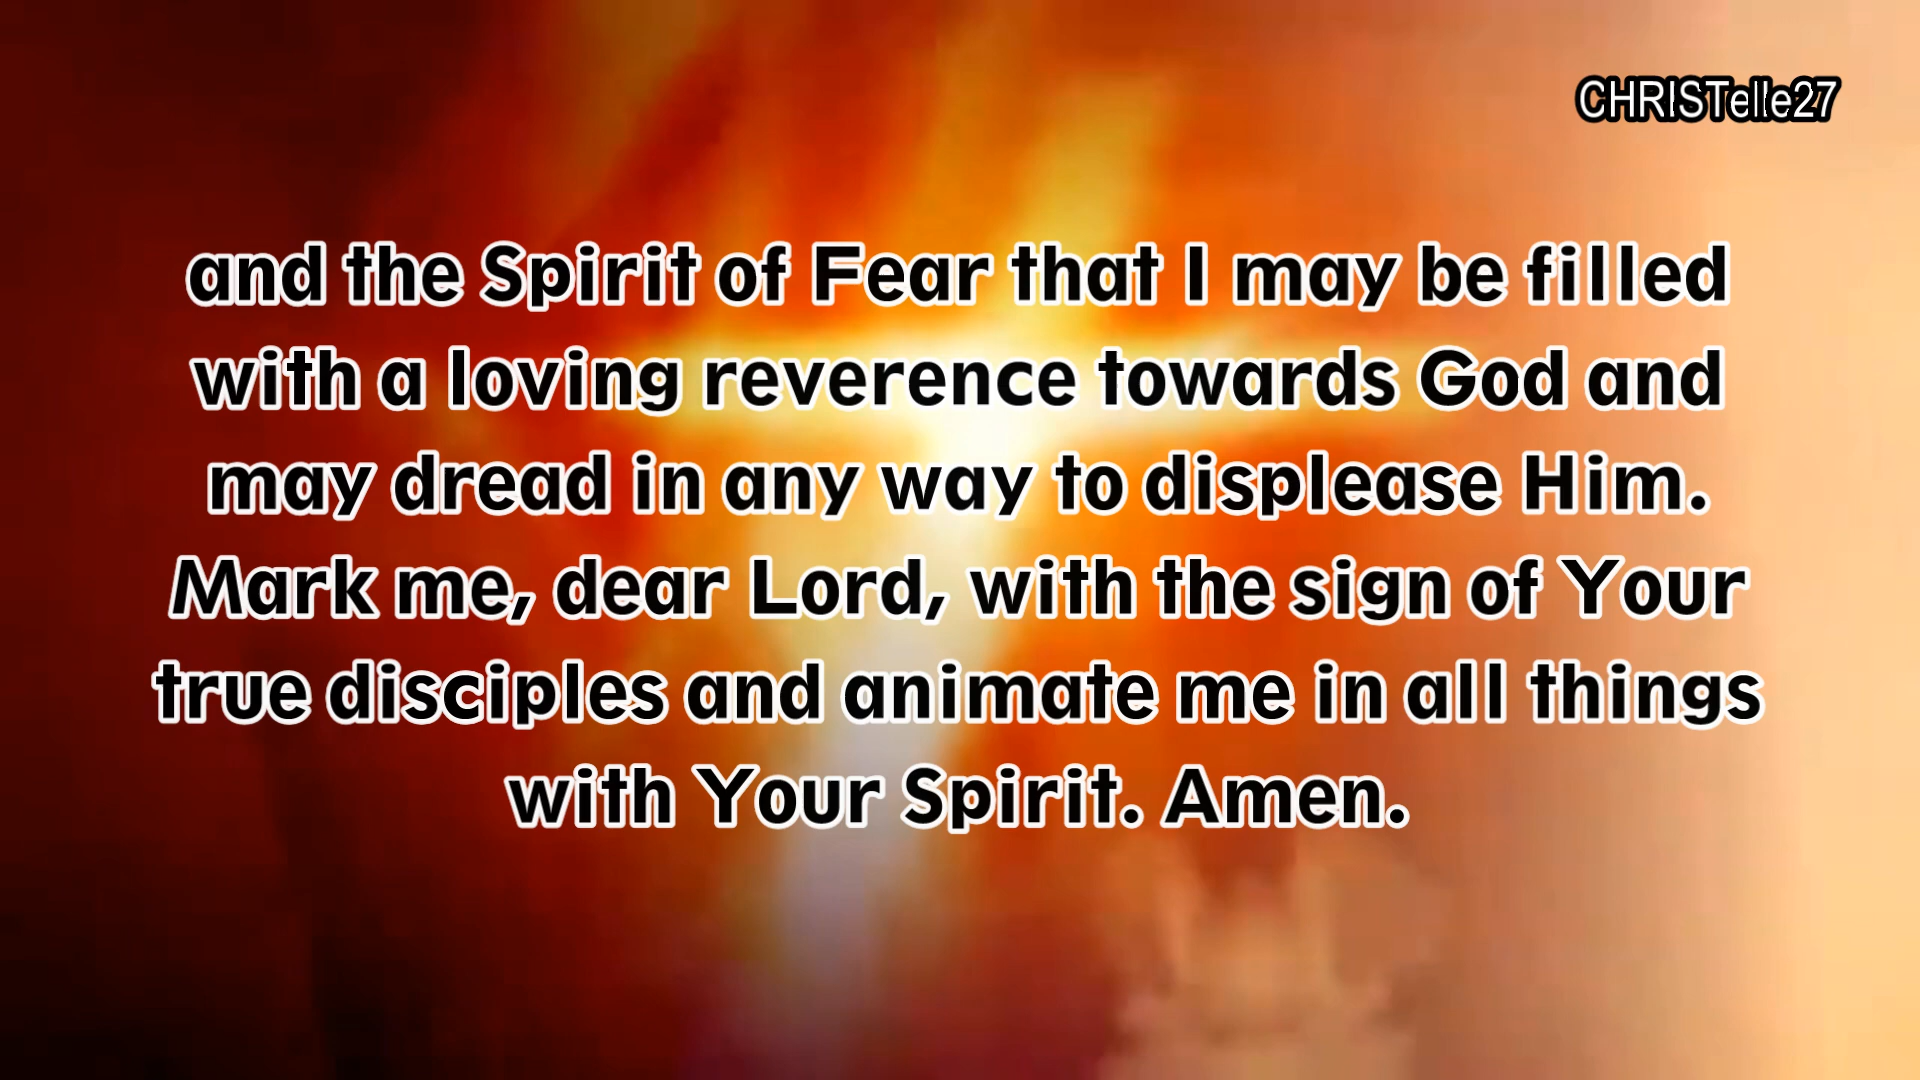 CHRISTelle27
and the Spirit of Fear that I may be filled
with a loving reverence towards God and
may dread in any way to displease Him.
Mark me, dear Lord, with the sign of Your
true disciples and animate me in all things
with Your Spirit. Amen.